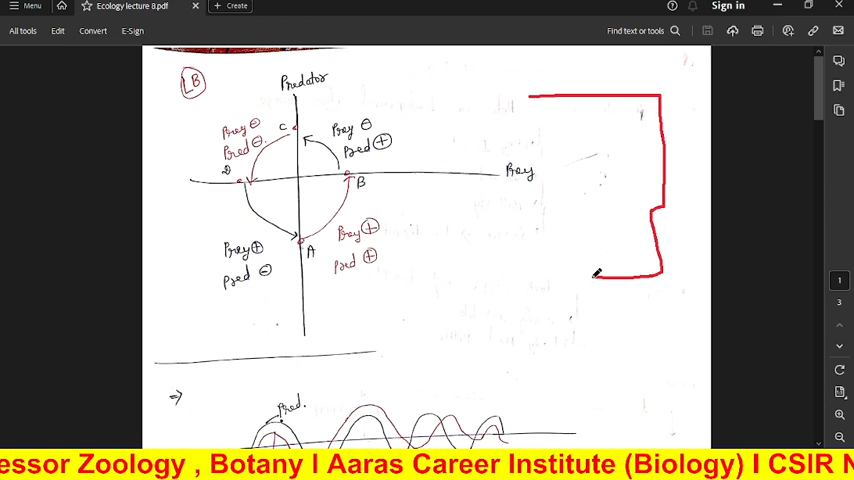 Menu
Ecology lecture 8.pdf
Create
Sign in
All tools
Edit
Convert
E-Sign
Find text or tools
LB
Predator
C
Prey ⊖
Pred ⊖
Prey ⊖
Pred ⊕
D
B
Prey
A
Prey ⊕
Pred ⊖
Prey ⊕
Pred ⊕
⇒
Pred.
1
3
essor Zoology , Botany I Aaras Career Institute (Biology) I CSIR N